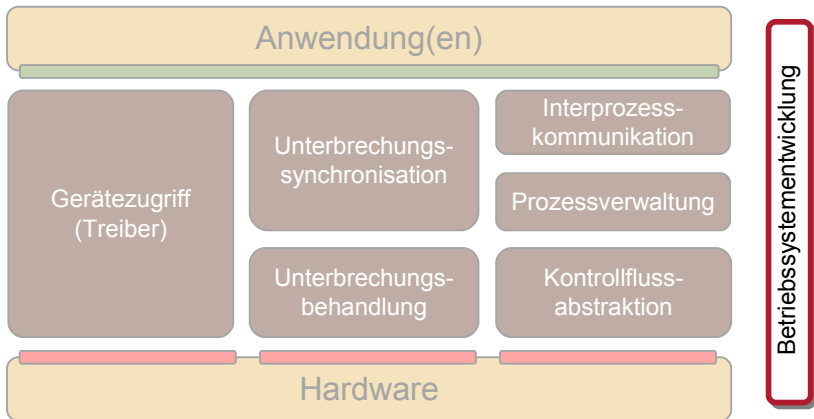 Anwendung(en)
Gerätezugriff
(Treiber)
Unterbrechungs-
synchronisation
Unterbrechungs-
behandlung
Interprozess-
kommunikation
Prozessverwaltung
Kontrollfluss-
abstraktion
Hardware
Betriebssystementwicklung